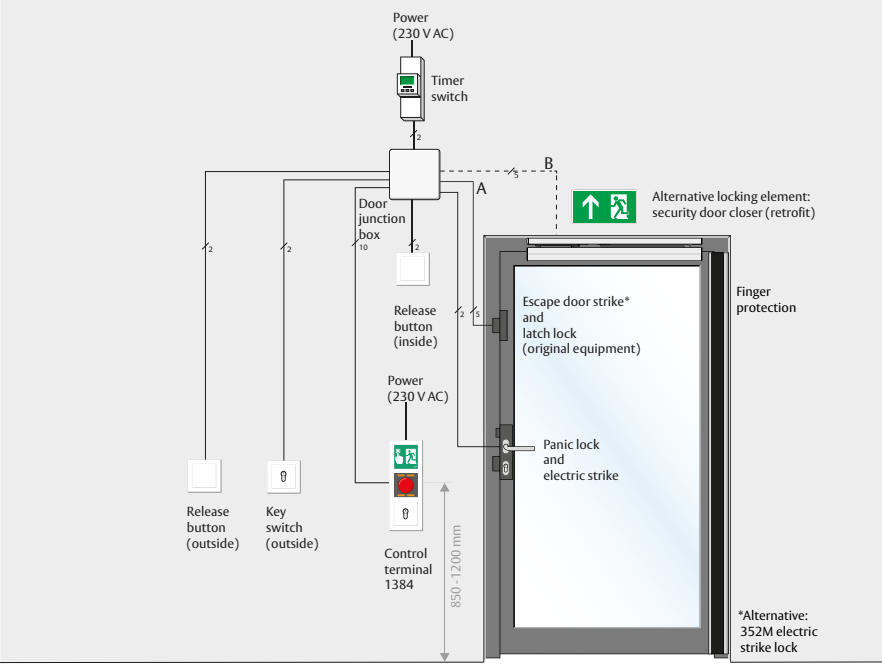 Power
(230 V AC)
Timer
switch
2
5
B
A
Alternative locking element:
security door closer (retrofit)
Door
junction
box
10
2
2
2
Release
button
(inside)
2
5
Escape door strike*
and
latch lock
(original equipment)
Finger
protection
Power
(230 V AC)
Panic lock
and
electric strike
Release
button
(outside)
Key
switch
(outside)
Control
terminal
1384
850 - 1200 mm
*Alternative:
352M electric
strike lock